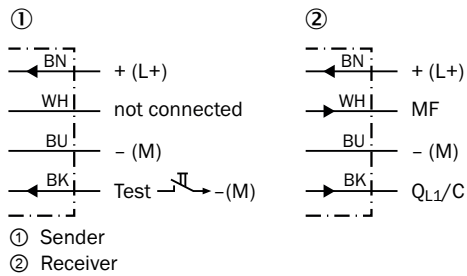 ① ②
BN + (L+) BN + (L+)
WH not connected WH MF
BU – (M) BU – (M)
BK Test –(M) BK QL1/C
① Sender
② Receiver